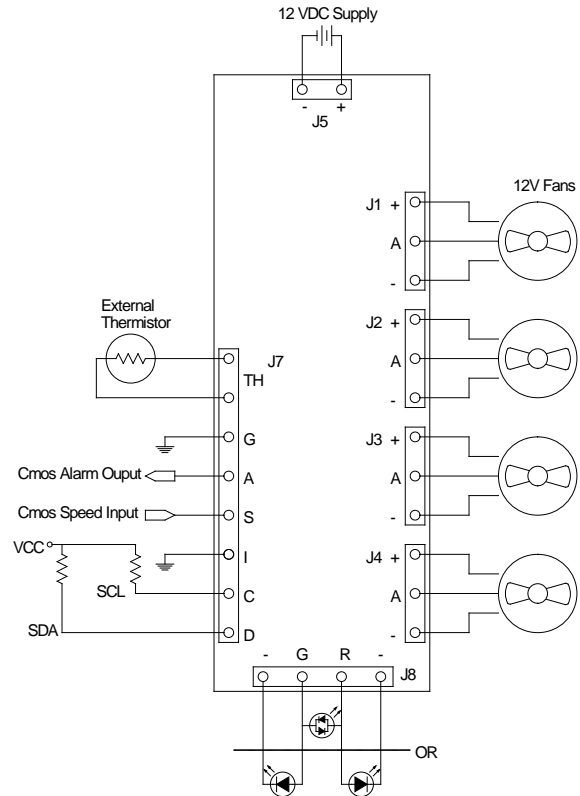 12 VDC Supply
- +
J5
12V Fans
J1 +
A
-
J2 +
A
-
J3 +
A
-
J4 +
A
-
External
Thermistor
J7
TH
G
Cmos Alarm Ouput
A
Cmos Speed Input
S
VCC
I
SCL
C
SDA
D
- G R -
J8
OR